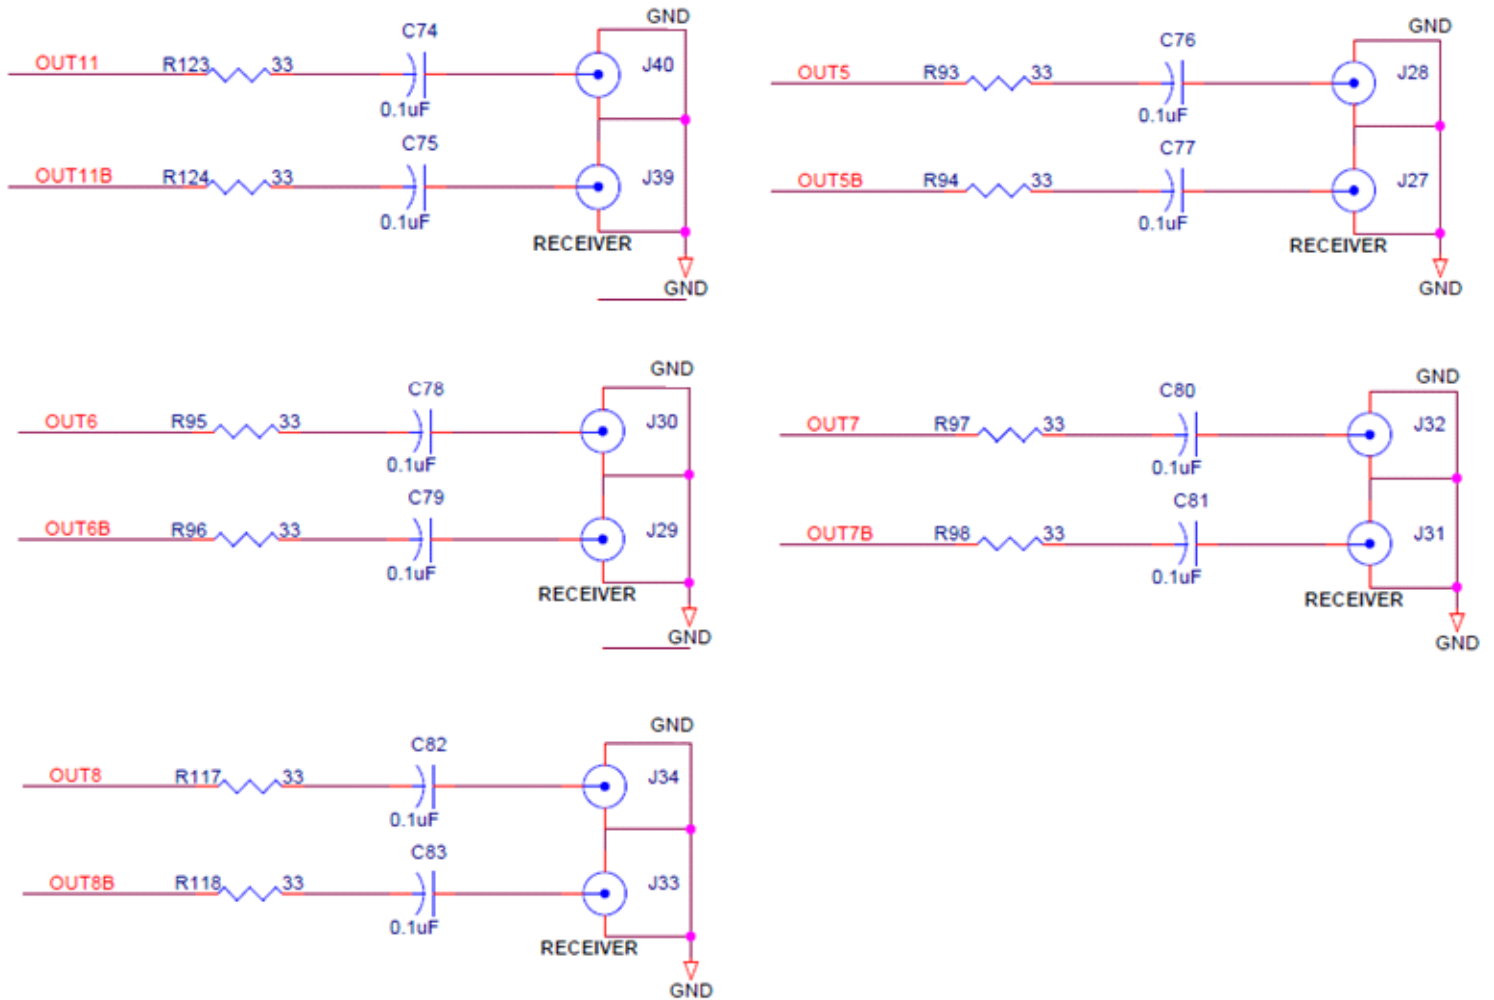 GND
C74
OUT11 R123 33 J40
0.1uF
C75
OUT11B R124 33 J39
0.1uF
RECEIVER
GND
GND
C76
OUT5 R93 33 J28
0.1uF
C77
OUT5B R94 33 J27
0.1uF
RECEIVER
GND
GND
C78
OUT6 R95 33 J30
0.1uF
C79
OUT6B R96 33 J29
0.1uF
RECEIVER
GND
GND
C80
OUT7 R97 33 J32
0.1uF
C81
OUT7B R98 33 J31
0.1uF
RECEIVER
GND
GND
C82
OUT8 R117 33 J34
0.1uF
C83
OUT8B R118 33 J33
0.1uF
RECEIVER
GND